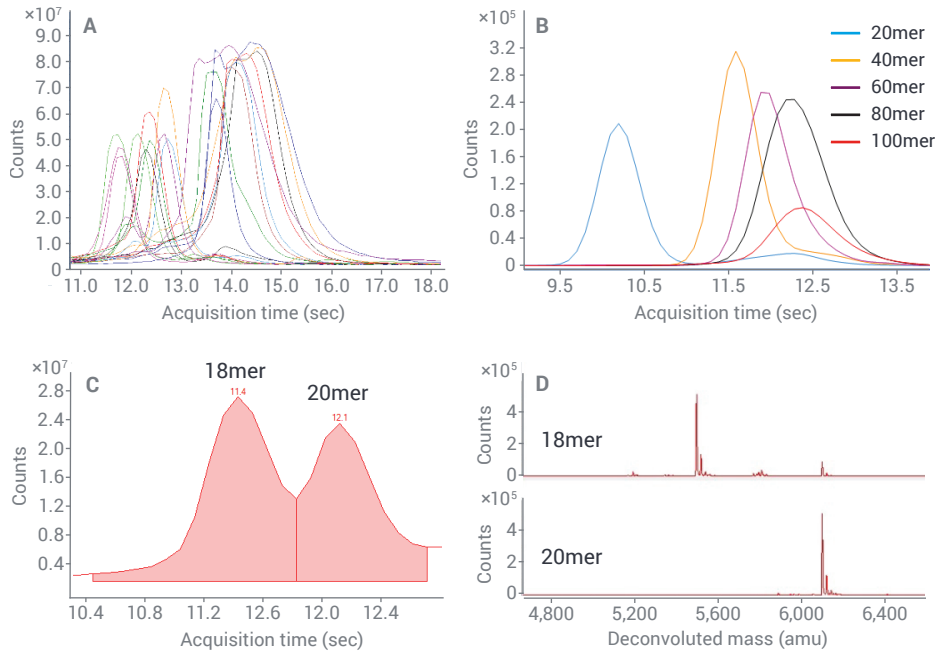 ×10⁷
A
9.0
8.0
7.0
6.0
5.0
4.0
3.0
2.0
1.0
0
Counts
11.0 12.0 13.0 14.0 15.0 16.0 17.0 18.0
Acquisition time (sec)
×10⁵
B
3.2
2.8
2.4
2.0
1.6
1.2
0.8
0.4
0
Counts
20mer
40mer
60mer
80mer
100mer
9.5 10.5 11.5 12.5 13.5
Acquisition time (sec)
×10⁷
C
18mer
11.4
20mer
12.1
2.8
2.4
2.0
1.6
1.2
0.8
0.4
Counts
10.4 10.8 11.2 12.6 12.0 12.4
Acquisition time (sec)
×10⁵
D
4
2
0
Counts
18mer
×10⁵
4
2
0
Counts
20mer
4,800 5,200 5,600 6,000 6,400
Deconvoluted mass (amu)